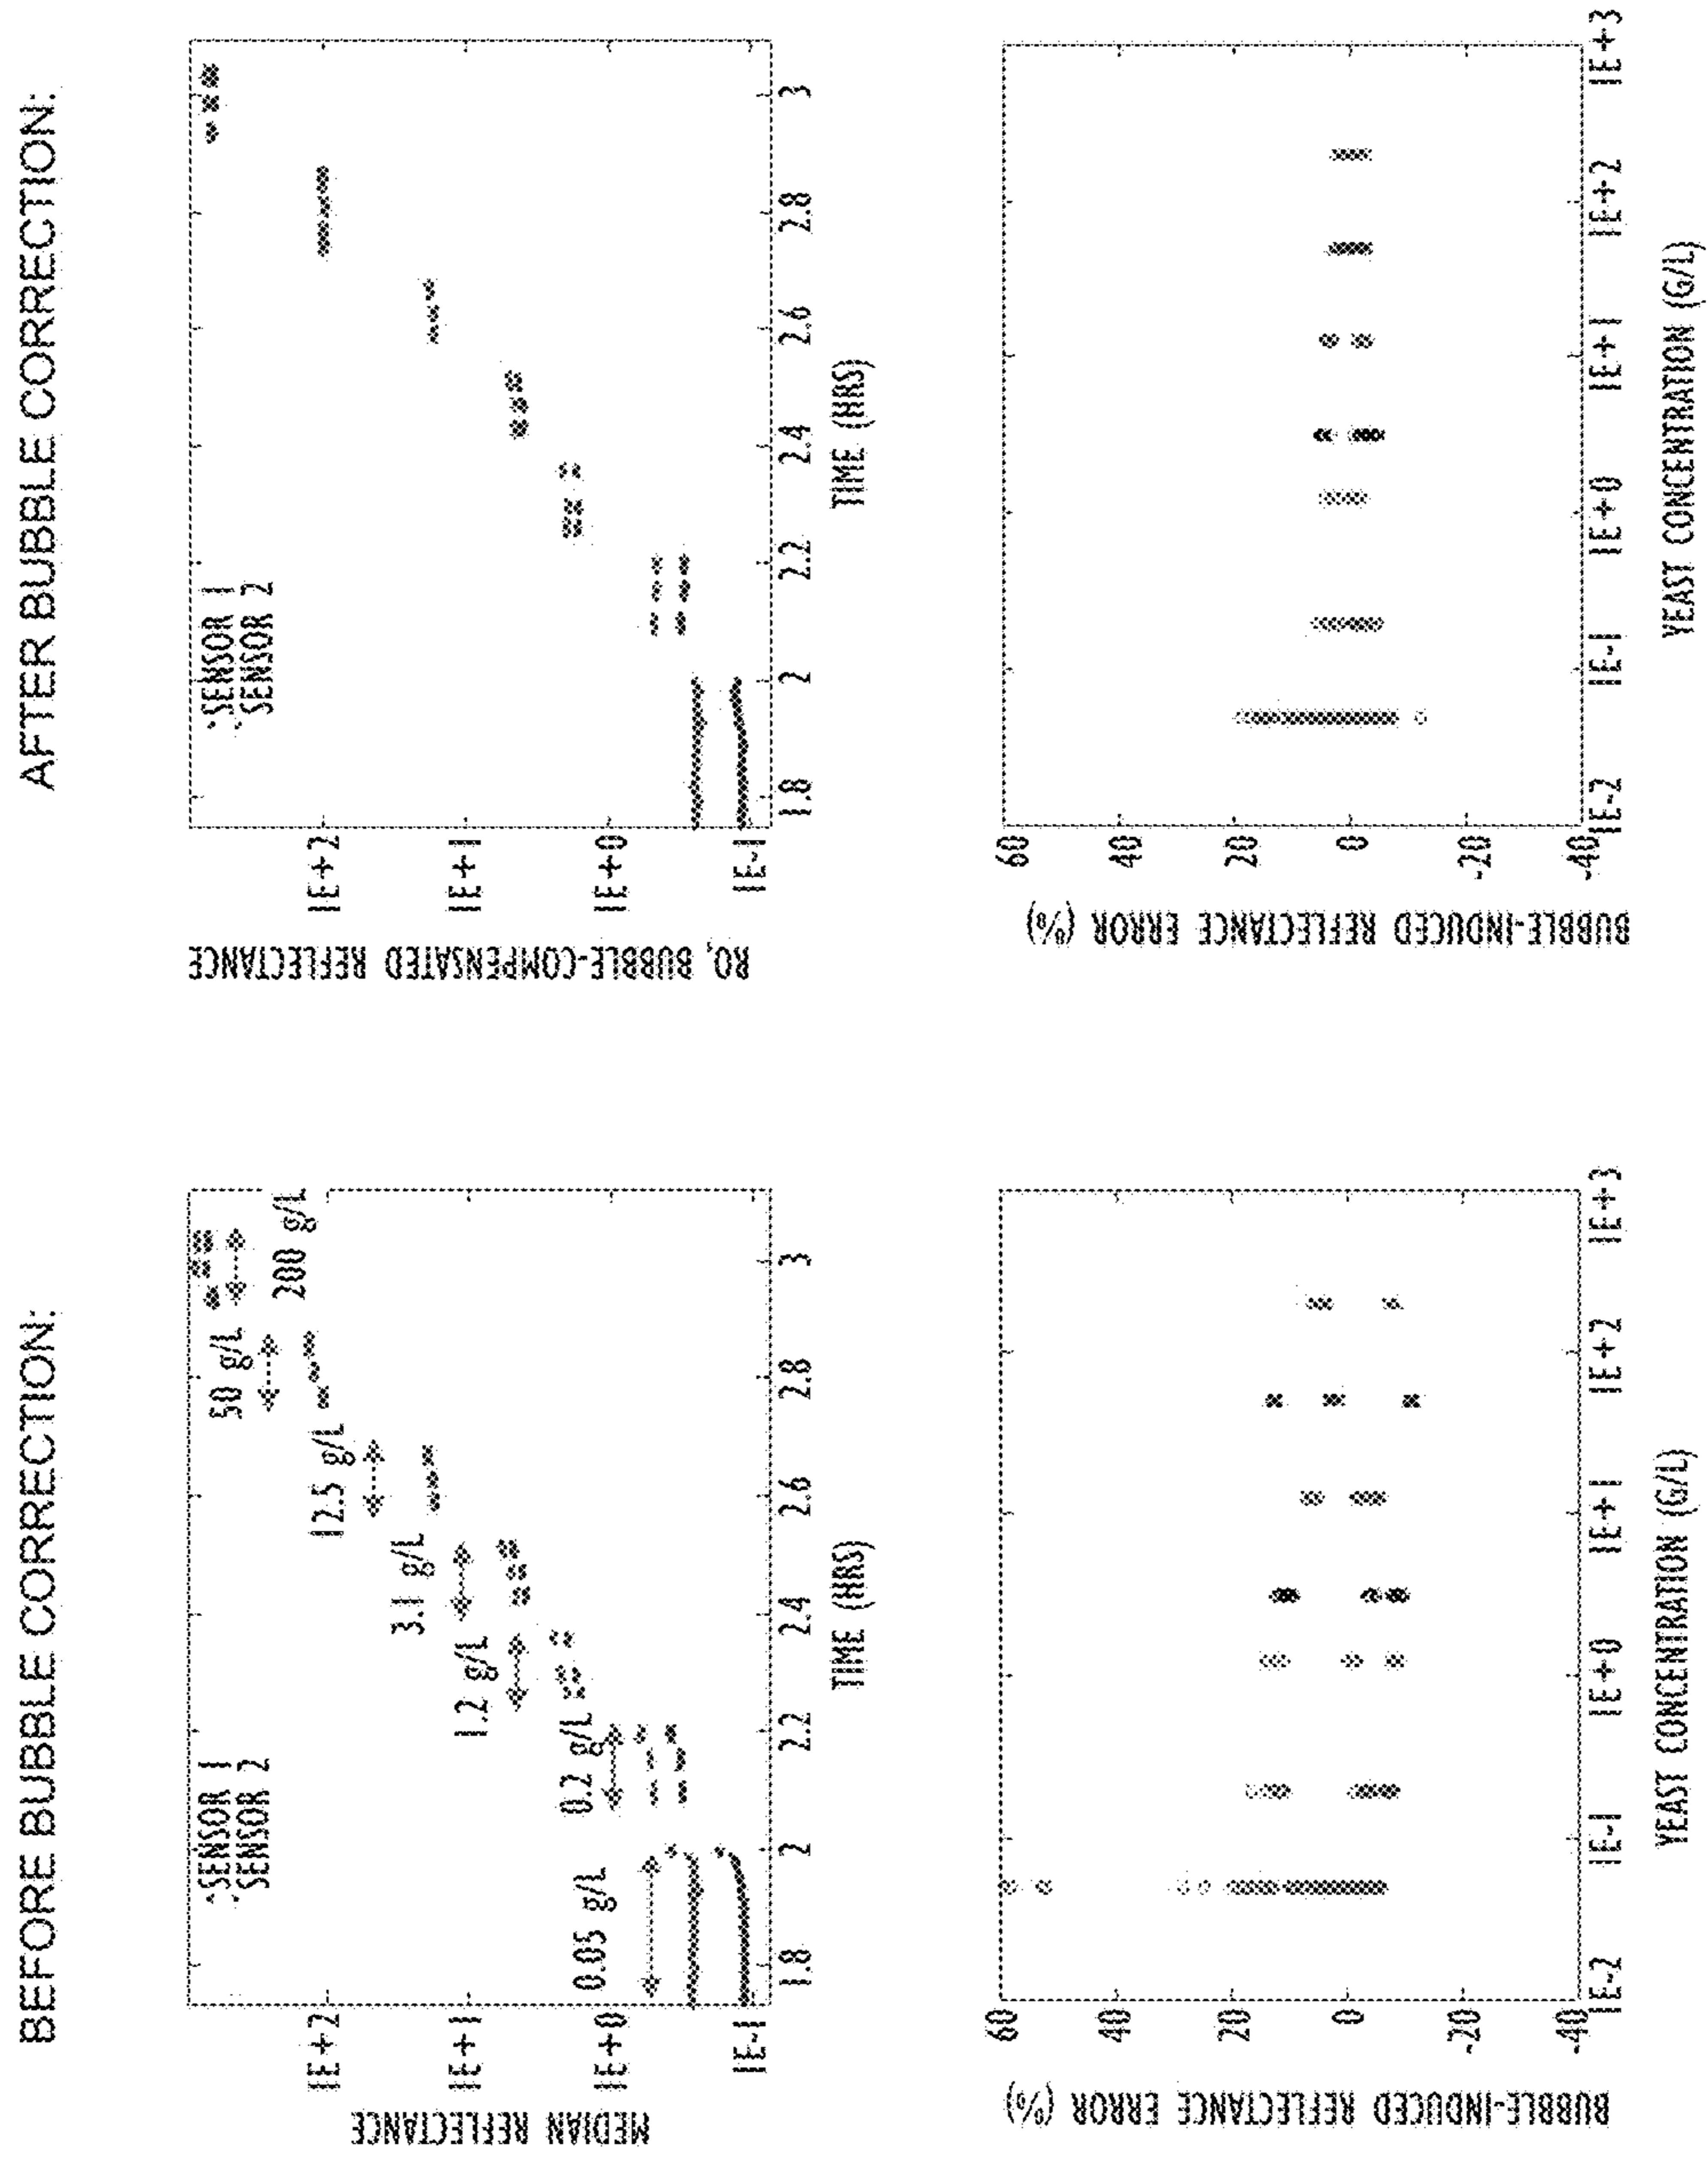 BEFORE BUBBLE CORRECTION:
MEDIAN REFLECTANCE
1E+2
1E+1
1E+0
1E-1
SENSOR 1
SENSOR 2
0.05 g/L
0.2 g/L
1.2 g/L
3.1 g/L
12.5 g/L
50 g/L
200 g/L
1.8
2
2.2
2.4
2.6
2.8
3
TIME (HRS)
BUBBLE-INDUCED REFLECTANCE ERROR (%)
60
40
20
0
-20
-40
1E-2
1E-1
1E+0
1E+1
1E+2
1E+3
YEAST CONCENTRATION (G/L)
AFTER BUBBLE CORRECTION:
RO, BUBBLE-COMPENSATED REFLECTANCE
1E+2
1E+1
1E+0
1E-1
SENSOR 1
SENSOR 2
1.8
2
2.2
2.4
2.6
2.8
3
TIME (HRS)
BUBBLE-INDUCED REFLECTANCE ERROR (%)
60
40
20
0
-20
-40
1E-2
1E-1
1E+0
1E+1
1E+2
1E+3
YEAST CONCENTRATION (G/L)